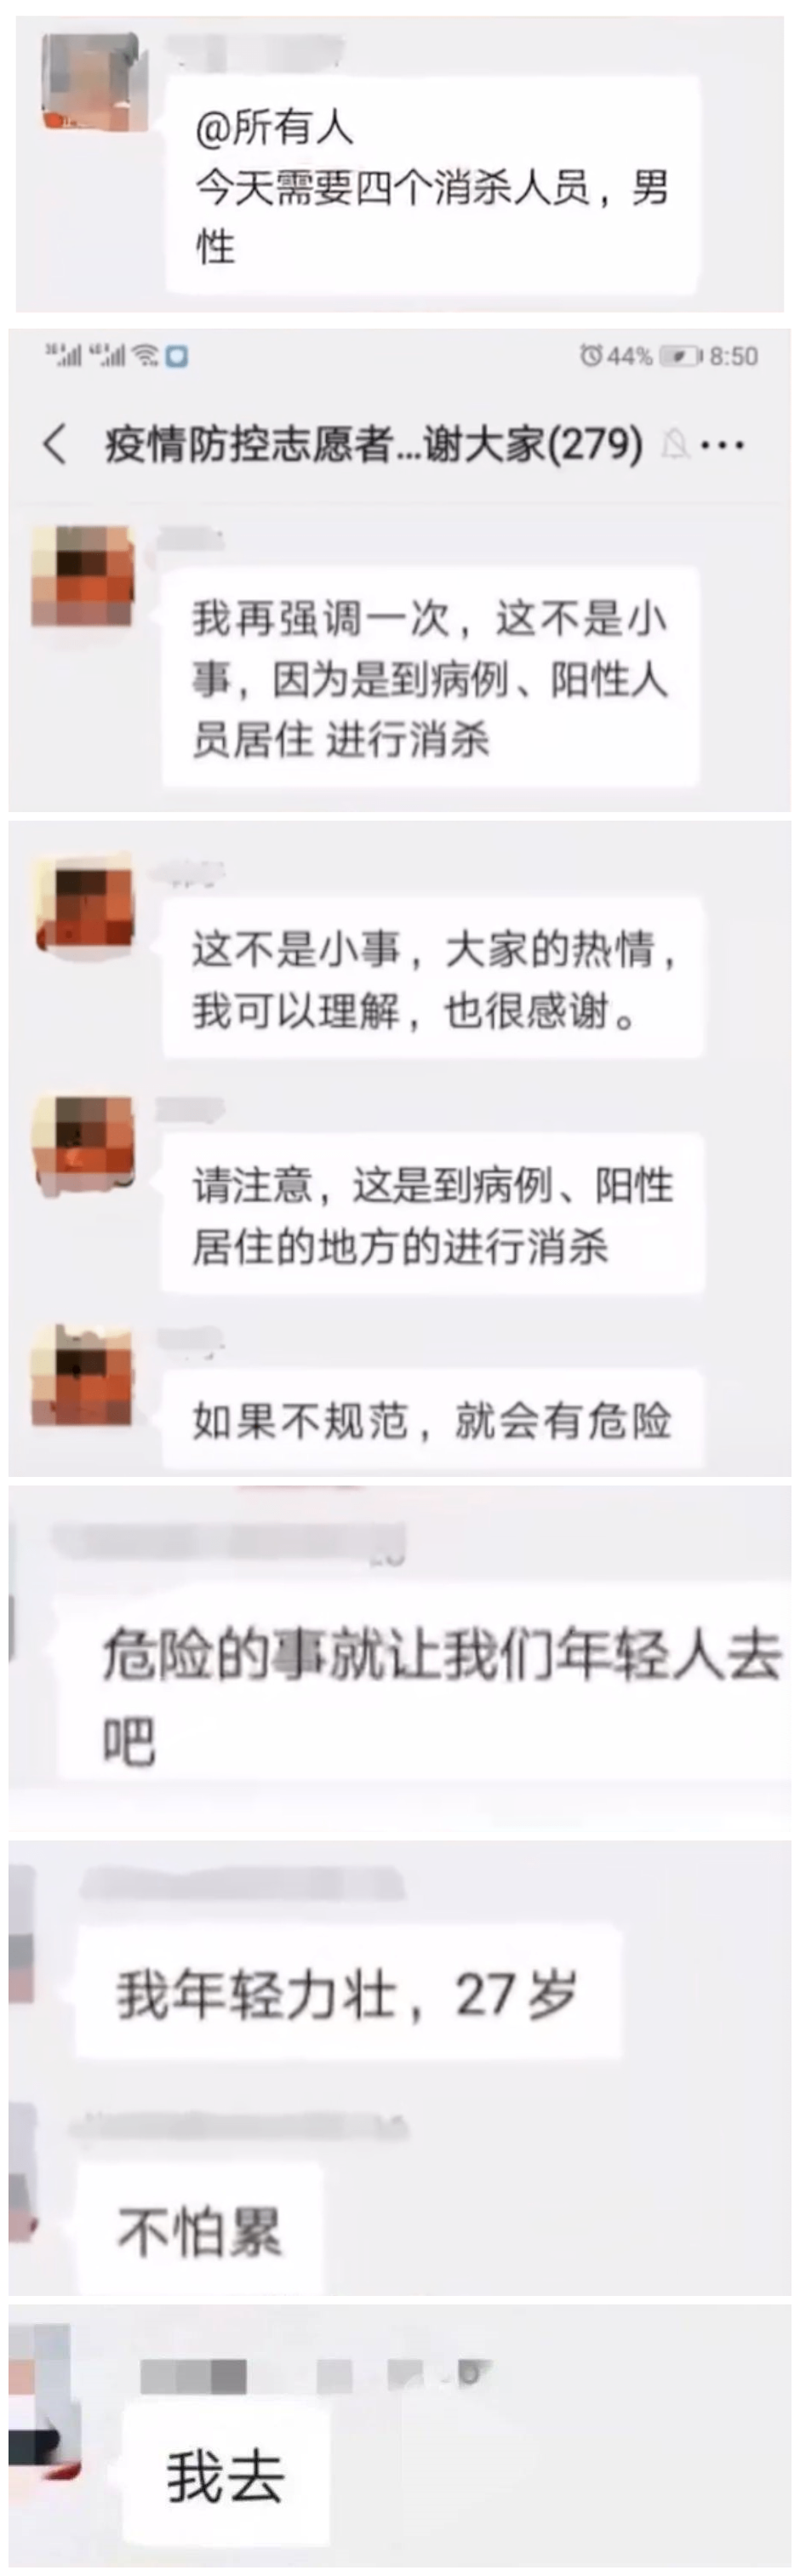 @所有人
今天需要四个消杀人员，男
性
44% 8:50
疫情防控志愿者...谢大家(279)
我再强调一次，这不是小
事，因为是到病例、阳性人
员居住 进行消杀
这不是小事，大家的热情，
我可以理解，也很感谢。
请注意，这是到病例、阳性
居住的地方的进行消杀
如果不规范，就会有危险
危险的事就让我们年轻人去
吧
我年轻力壮，27岁
不怕累
我去